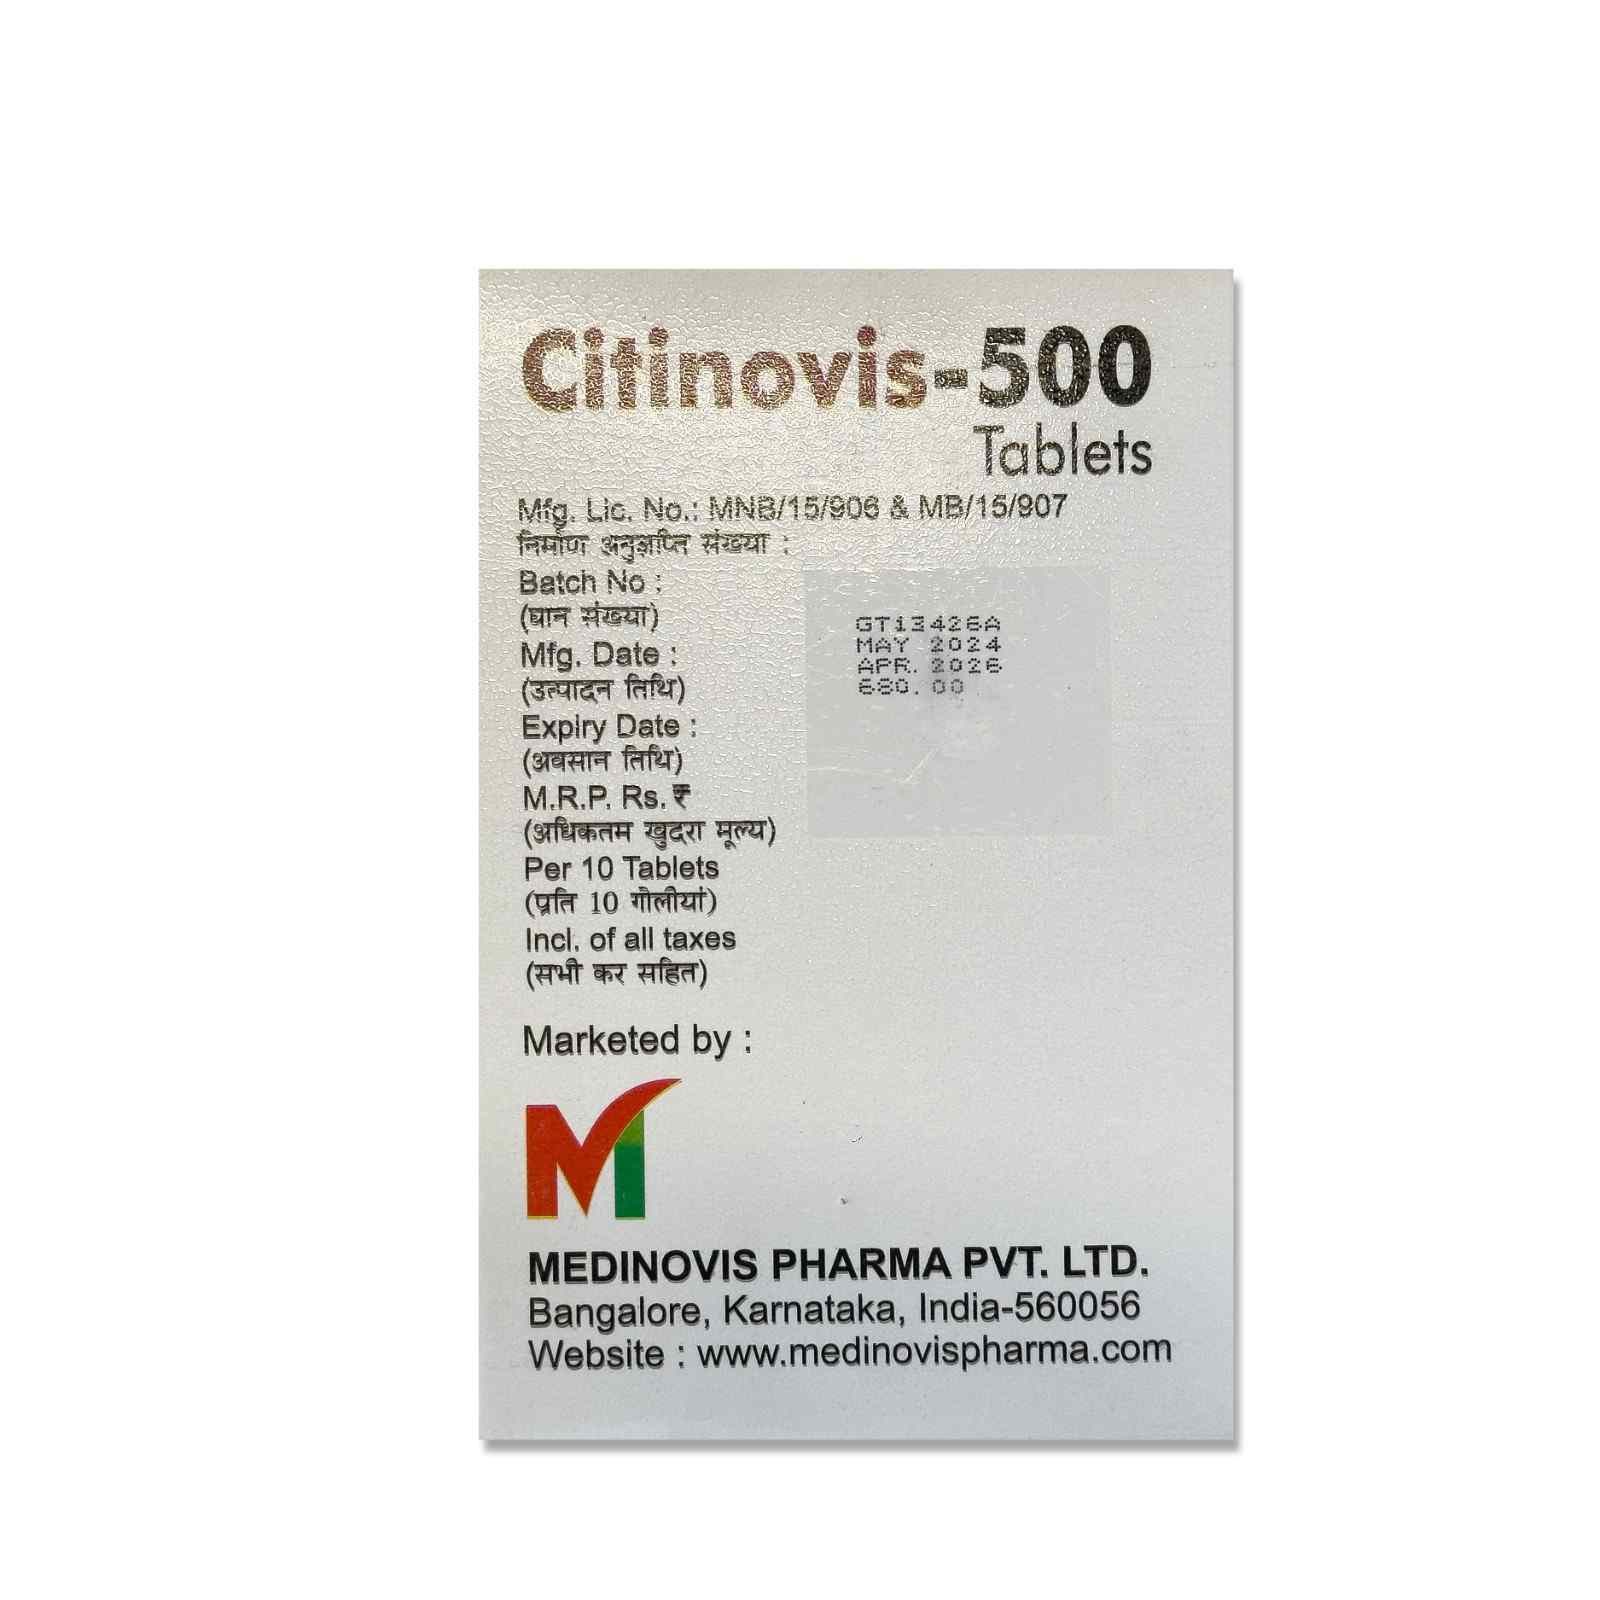 Citinovis-500
Tablets
Mfg. Lic. No.: MNB/15/906 & MB/15/907
निर्माण अनुज्ञप्ति संख्या :
Batch No :
(घान संख्या)
Mfg. Date :
(उत्पादन तिथि)
Expiry Date :
(अवसान तिथि)
M.R.P. Rs. ₹
(अधिकतम खुदरा मूल्य)
Per 10 Tablets
(प्रति 10 गोलीयां)
Incl. of all taxes
(सभी कर सहित)
GT13426A
MAY 2024
APR. 2026
680.00
Marketed by :
M
MEDINOVIS PHARMA PVT. LTD.
Bangalore, Karnataka, India-560056
Website : www.medinovispharma.com